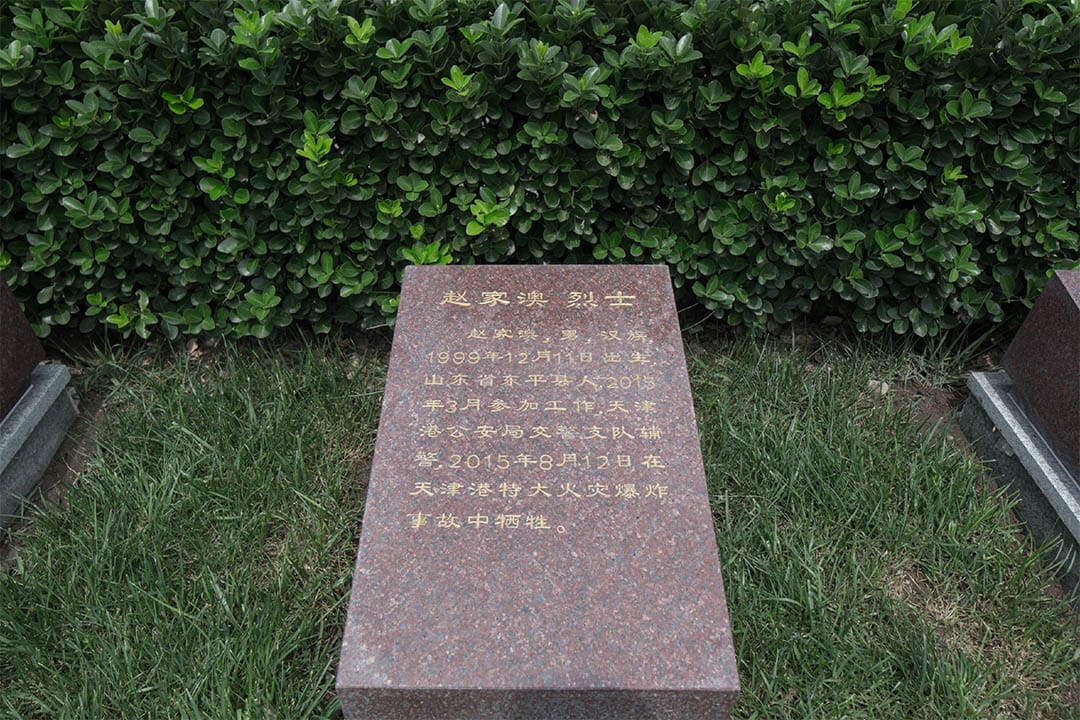 赵家澳 烈士
赵家澳，男，汉族，
1999年12月11日出生，
山东省东平县人，2015
年3月参加工作，天津
港公安局交警支队辅
警，2015年8月12日在
天津港特大火灾爆炸
事故中牺牲。